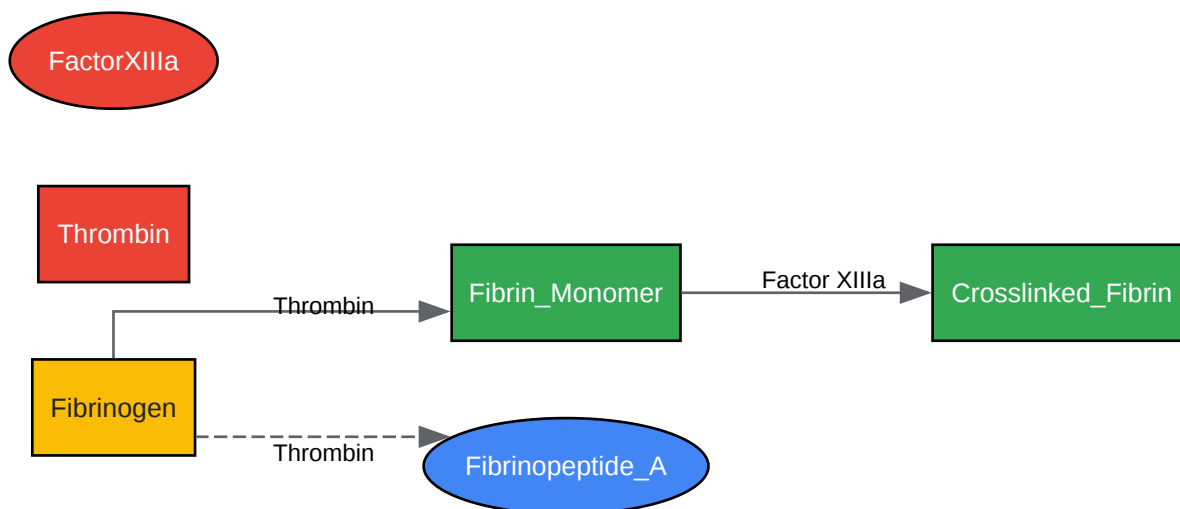 FactorXIIIa
Thrombin
Thrombin
Fibrin_Monomer
Factor XIIIa
Crosslinked_Fibrin
Fibrinogen
Thrombin
Fibrinopeptide_A